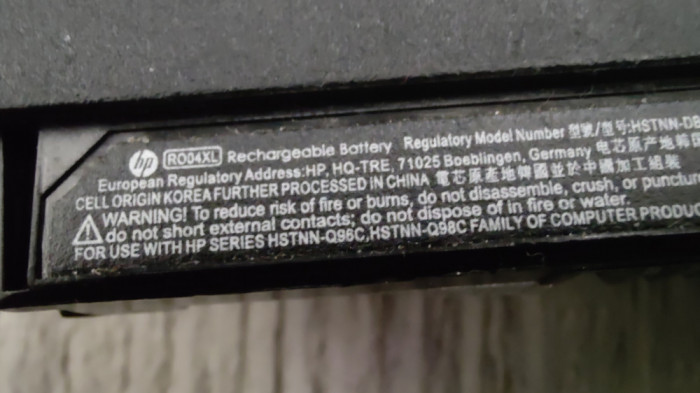 hp RO04XL Rechargeable Battery Regulatory Model Number 型號/型号:HSTNN-DB
European Regulatory Address:HP, HQ-TRE, 71025 Boeblingen, Germany 电芯原产地韩国
CELL ORIGIN KOREA FURTHER PROCESSED IN CHINA 電芯原產地韓國並於中國加工組裝
WARNING! To reduce risk of fire or burns, do not disassemble, crush, or puncture
do not short external contacts; do not dispose of in fire or water.
FOR USE WITH HP SERIES HSTNN-Q96C,HSTNN-Q98C FAMILY OF COMPUTER PRODU